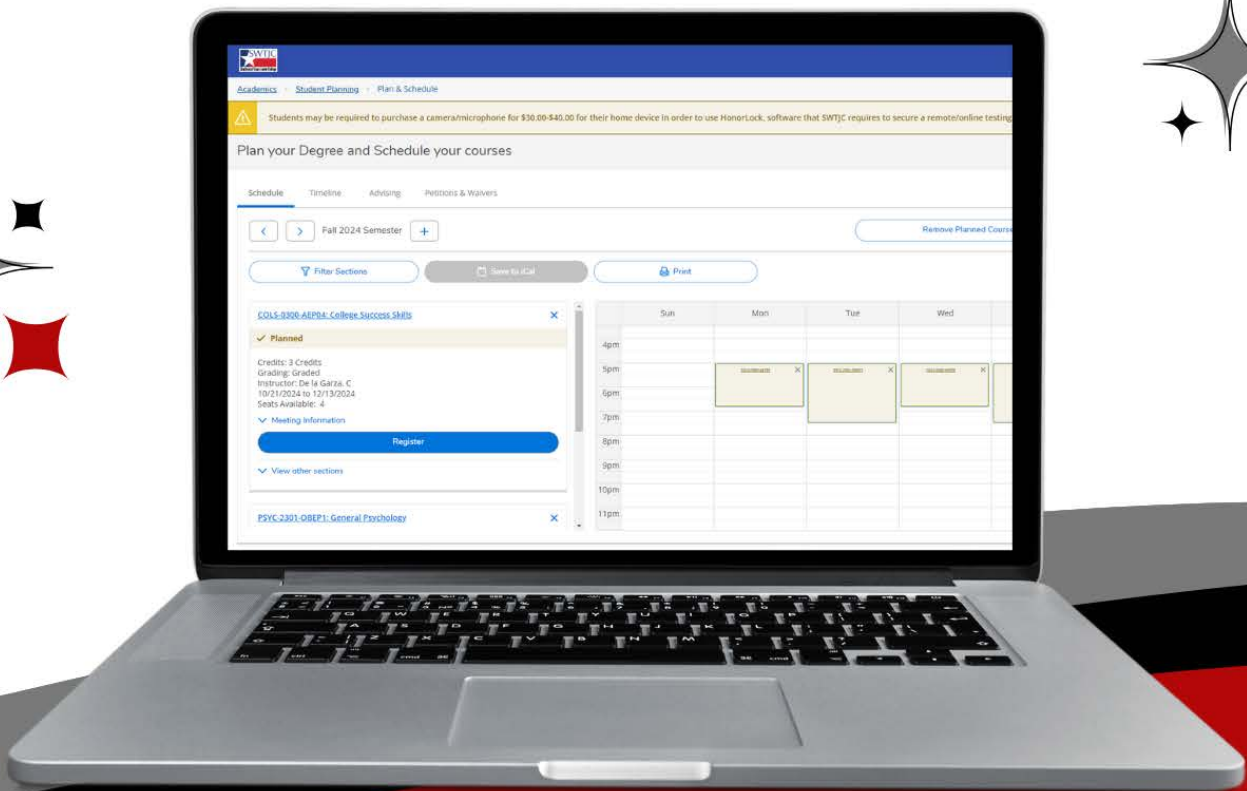 SWTJC
Academics Student Planning Plan & Schedule
Students may be required to purchase a camera/microphone for $30.00-$40.00 for their home device in order to use HonorLock, software that SWTJC requires to secure a remote/online testing
Plan your Degree and Schedule your courses
Schedule Timeline Advising Petitions & Waivers
< > Fall 2024 Semester + Remove Planned Cours
Filter Sections Save to iCal Print
COLS-0300-AEP04: College Success Skills
Sun Mon Tue Wed
Planned
Credits: 3 Credits
Grading: Graded
Instructor: De la Garza, C
10/21/2024 to 12/13/2024
Seats Available: 4
Meeting Information
Register
View other sections
PSYC-2301-OBEP1: General Psychology
4pm
5pm
6pm
7pm
8pm
9pm
10pm
11pm